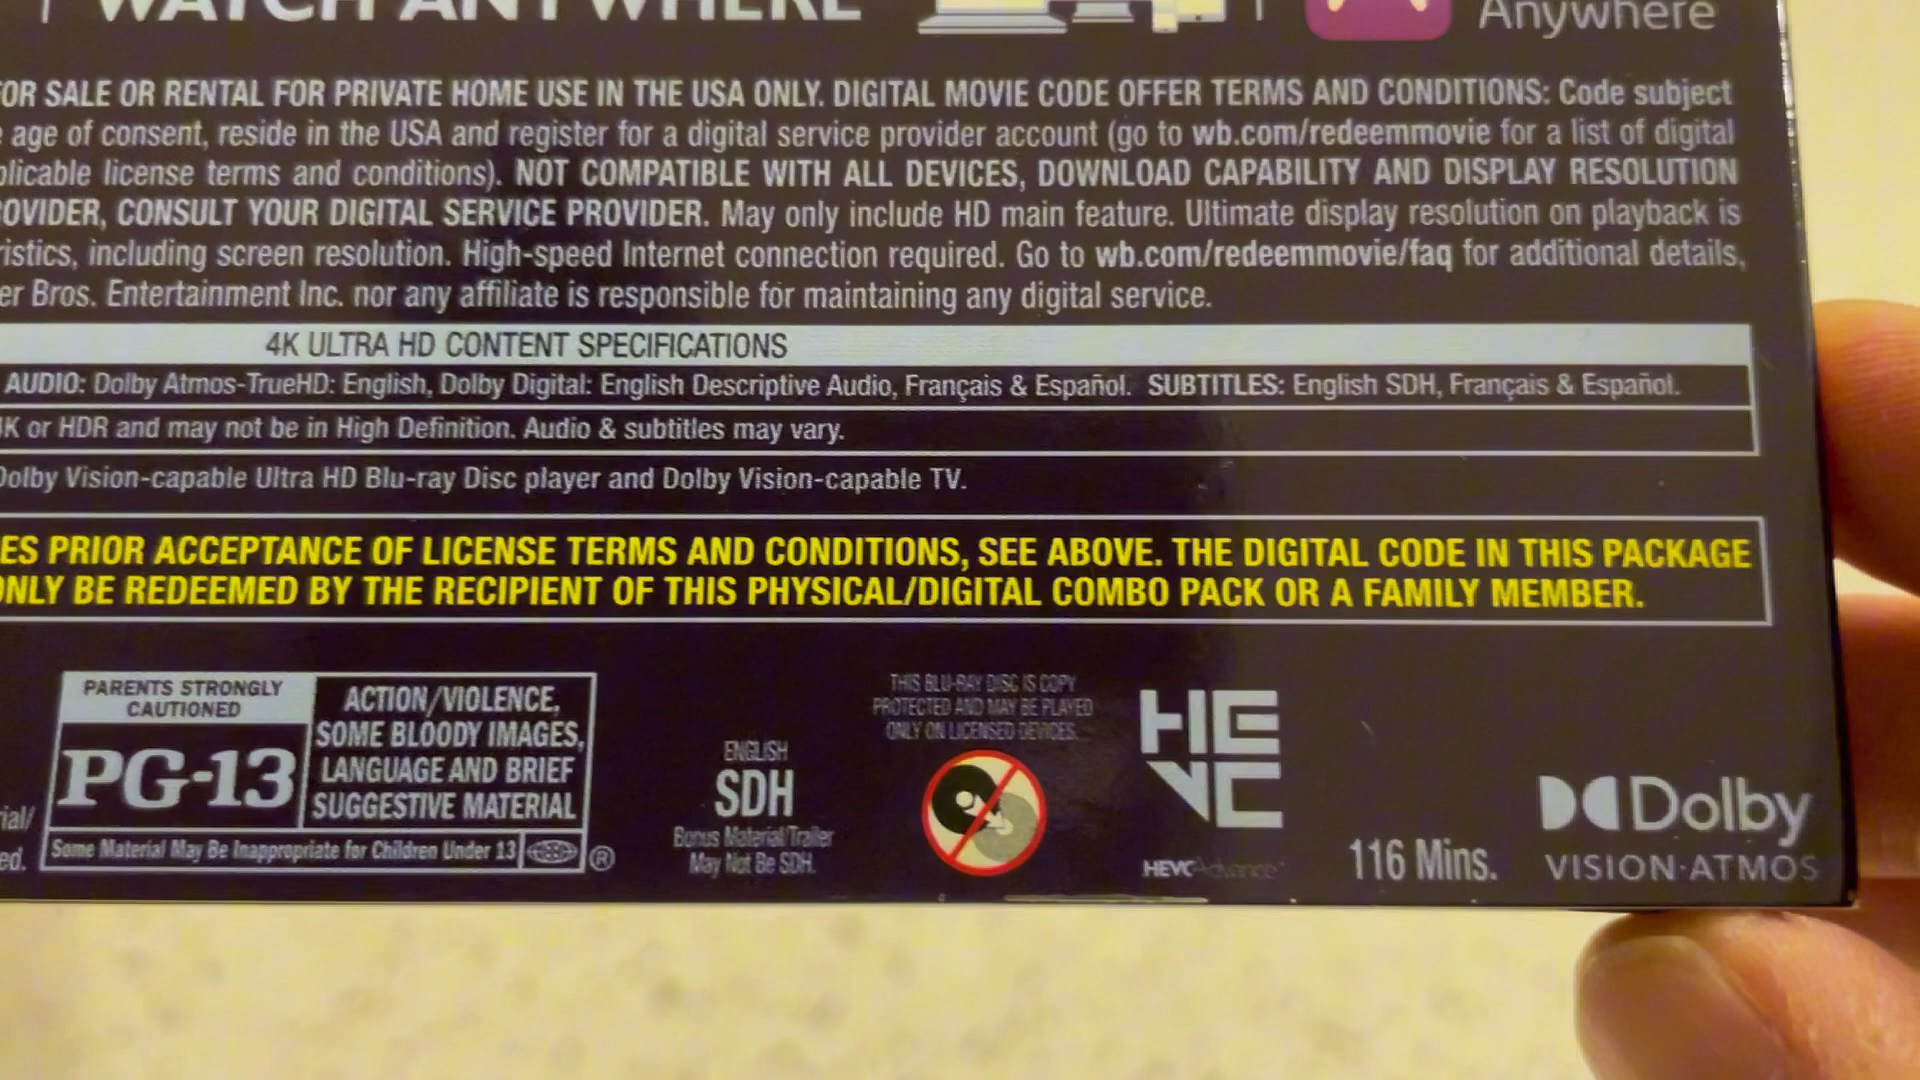 WATCH ANYWHERE
Anywhere
FOR SALE OR RENTAL FOR PRIVATE HOME USE IN THE USA ONLY. DIGITAL MOVIE CODE OFFER TERMS AND CONDITIONS: Code subject
age of consent, reside in the USA and register for a digital service provider account (go to wb.com/redeemmovie for a list of digital
plicable license terms and conditions). NOT COMPATIBLE WITH ALL DEVICES, DOWNLOAD CAPABILITY AND DISPLAY RESOLUTION
OVIDER, CONSULT YOUR DIGITAL SERVICE PROVIDER. May only include HD main feature. Ultimate display resolution on playback is
ristics, including screen resolution. High-speed Internet connection required. Go to wb.com/redeemmovie/faq for additional details,
er Bros. Entertainment Inc. nor any affiliate is responsible for maintaining any digital service.
4K ULTRA HD CONTENT SPECIFICATIONS
AUDIO: Dolby Atmos-TrueHD: English, Dolby Digital: English Descriptive Audio, Français & Español. SUBTITLES: English SDH, Français & Español.
4K or HDR and may not be in High Definition. Audio & subtitles may vary.
Dolby Vision-capable Ultra HD Blu-ray Disc player and Dolby Vision-capable TV.
ES PRIOR ACCEPTANCE OF LICENSE TERMS AND CONDITIONS, SEE ABOVE. THE DIGITAL CODE IN THIS PACKAGE
ONLY BE REDEEMED BY THE RECIPIENT OF THIS PHYSICAL/DIGITAL COMBO PACK OR A FAMILY MEMBER.
rial/
ed.
PARENTS STRONGLY
CAUTIONED
PG-13
ACTION/VIOLENCE,
SOME BLOODY IMAGES,
LANGUAGE AND BRIEF
SUGGESTIVE MATERIAL
Some Material May Be Inappropriate for Children Under 13
®
ENGLISH
SDH
Bonus Material/Trailer
May Not Be SDH.
THIS BLU-RAY DISC IS COPY
PROTECTED AND MAY BE PLAYED
ONLY ON LICENSED DEVICES.
HE
VC
HEVC Advance
116 Mins.
Dolby
VISION·ATMOS